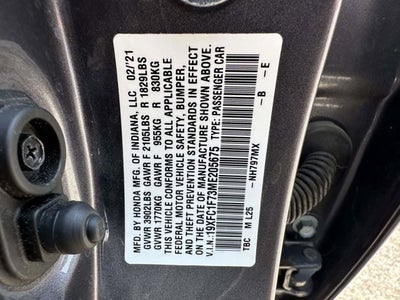 MFD. BY HONDA MFG. OF INDIANA, LLC 02/'21
GVWR 3902LBS GAWR F 2105LBS R 1829LBS
GVWR 1770KG GAWR F 955KG R 830KG
THIS VEHICLE CONFORMS TO ALL APPLICABLE
FEDERAL MOTOR VEHICLE SAFETY, BUMPER,
AND THEFT PREVENTION STANDARDS IN EFFECT
ON THE DATE OF MANUFACTURE SHOWN ABOVE.
V.I.N.:19XFC1F73ME205675 TYPE: PASSENGER CAR
TBC M L25 -NH797MX -B -E